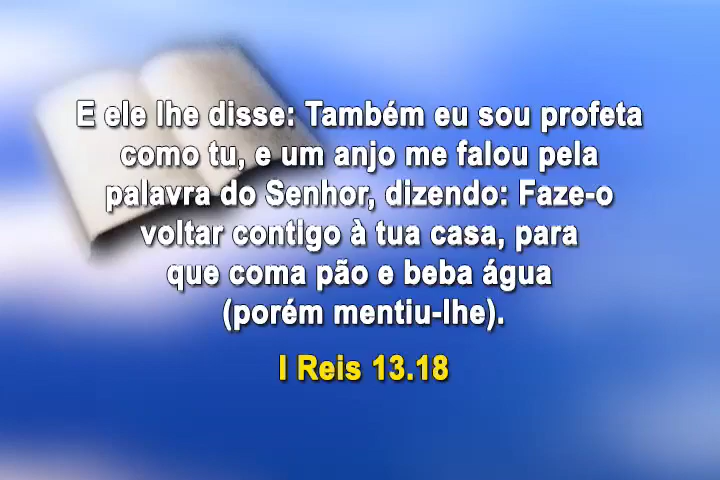 E ele lhe disse: Também eu sou profeta
como tu, e um anjo me falou pela
palavra do Senhor, dizendo: Faze-o
voltar contigo à tua casa, para
que coma pão e beba água
(porém mentiu-lhe).
I Reis 13.18